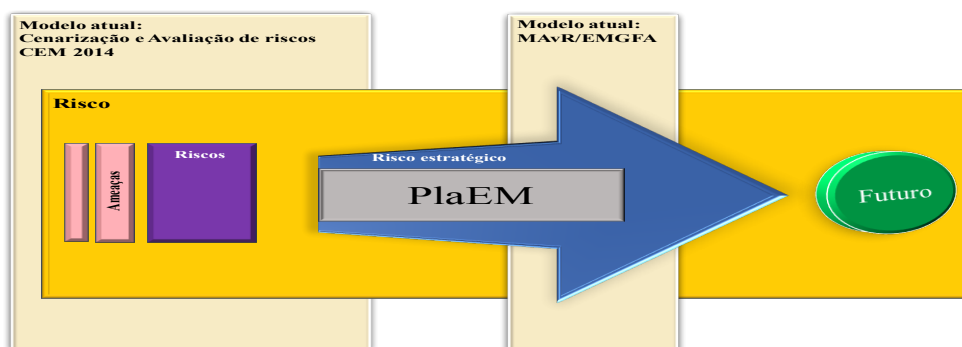 Modelo atual:
Cenarização e Avaliação de riscos
CEM 2014
Modelo atual:
MAvR/EMGFA
Risco
Ameaças
Riscos
Risco estratégico
PlaEM
Futuro